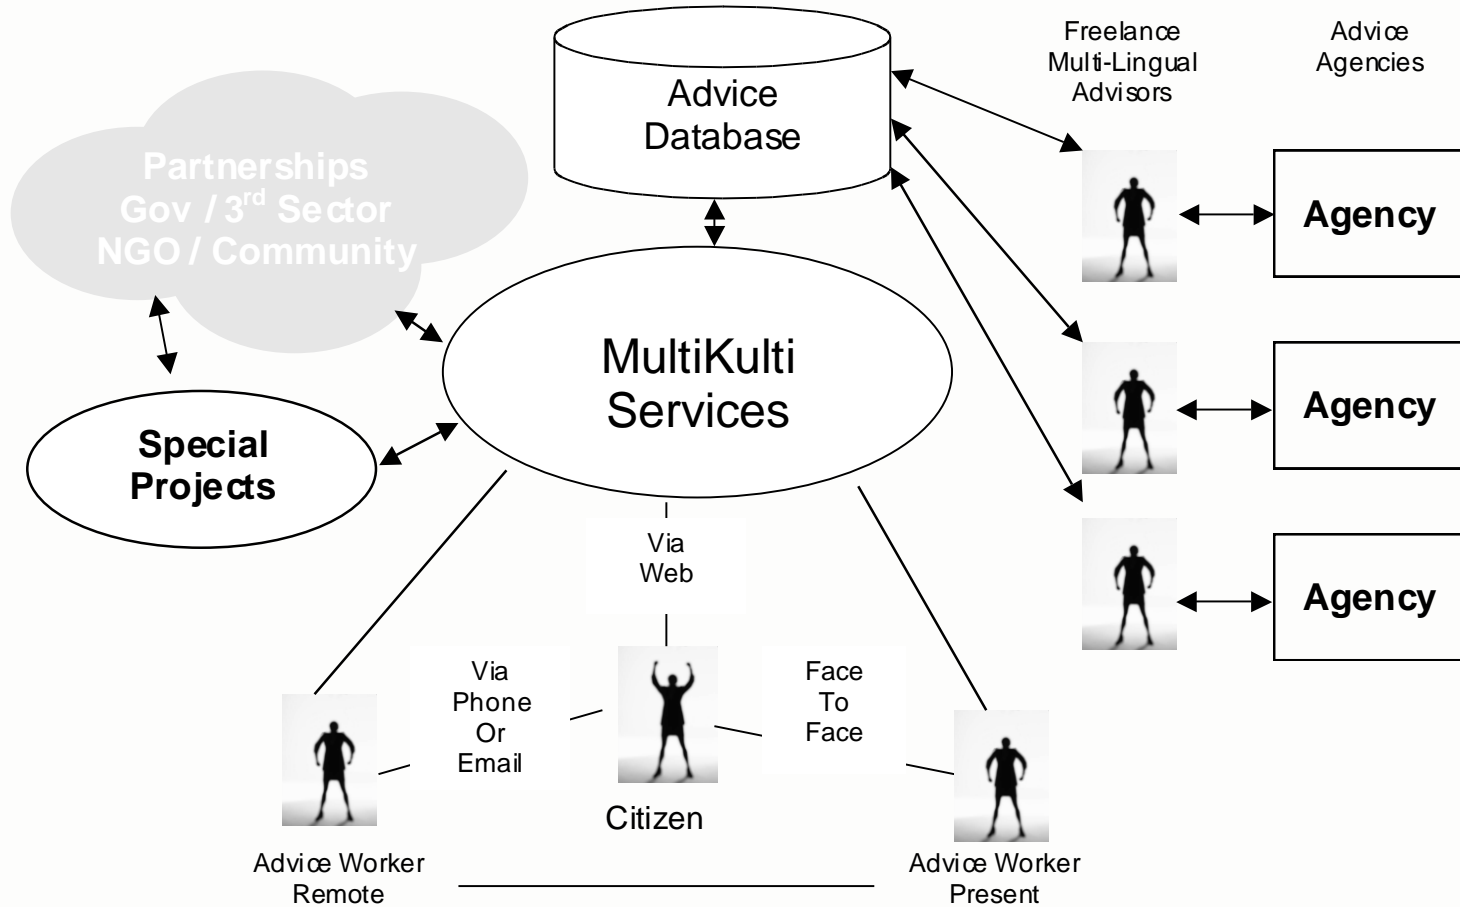 Advice
Database
Freelance
Multi-Lingual
Advisors
Advice
Agencies
Partnerships
Gov / 3rd Sector
NGO / Community
Agency
MultiKulti
Services
Agency
Special
Projects
Via
Web
Agency
Via
Phone
Or
Email
Face
To
Face
Citizen
Advice Worker
Remote
Advice Worker
Present